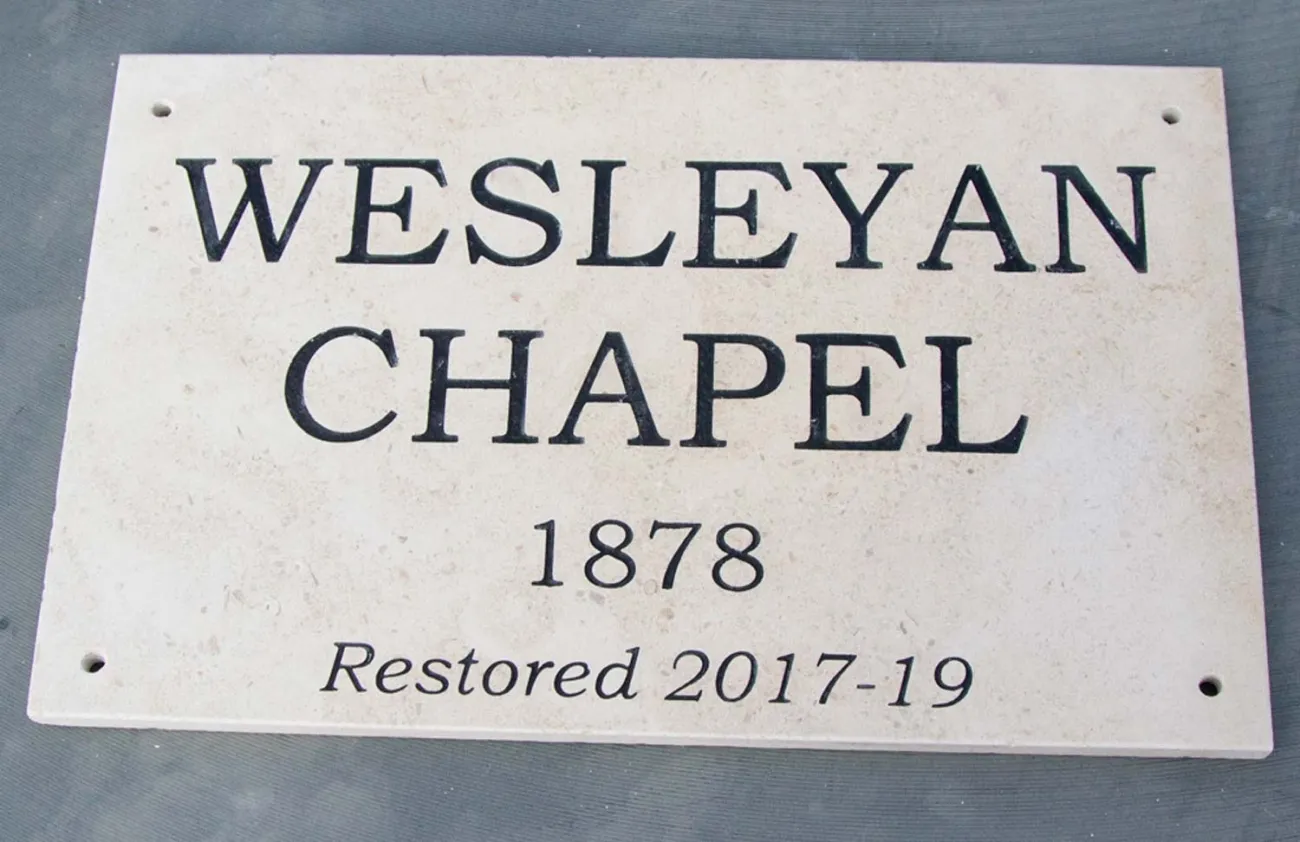 WESLEYAN
CHAPEL
1878
Restored 2017-19